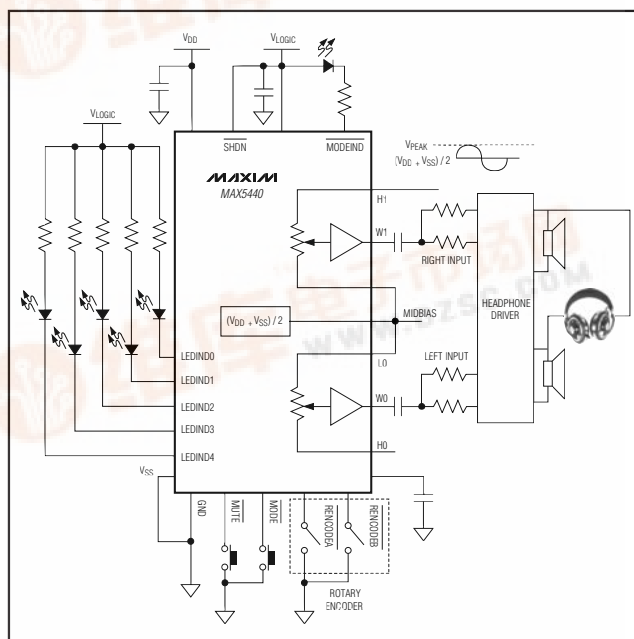 VDD
VLOGIC
VLOGIC
SHDN
MODEIND
MAXIM
MAX5440
VPEAK
(VDD + VSS) / 2
H1
W1
RIGHT INPUT
HEADPHONE
DRIVER
(VDD + VSS) / 2
MIDBIAS
L0
LEFT INPUT
W0
H0
LEDIND0
LEDIND1
LEDIND2
LEDIND3
LEDIND4
VSS
GND
MUTE
MODE
RENCODEA
RENCODEB
ROTARY
ENCODER